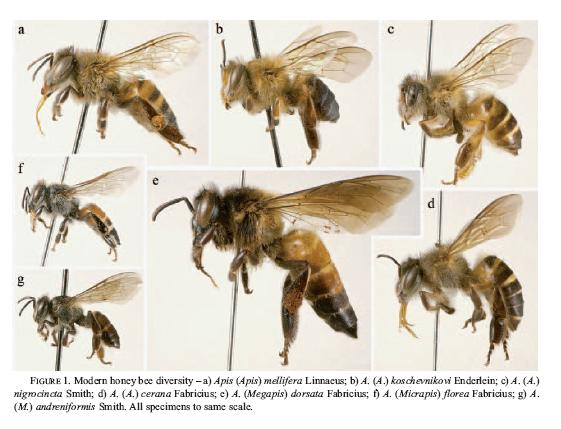 a
b
c
f
e
d
g
FIGURE 1. Modern honey bee diversity – a) Apis (Apis) mellifera Linnaeus; b) A. (A.) koschevnikovi Enderlein; c) A. (A.)
nigrocincta Smith; d) A. (A.) cerana Fabricius; e) A. (Megapis) dorsata Fabricius; f) A. (Micrapis) florea Fabricius; g) A.
(M.) andreniformis Smith. All specimens to same scale.